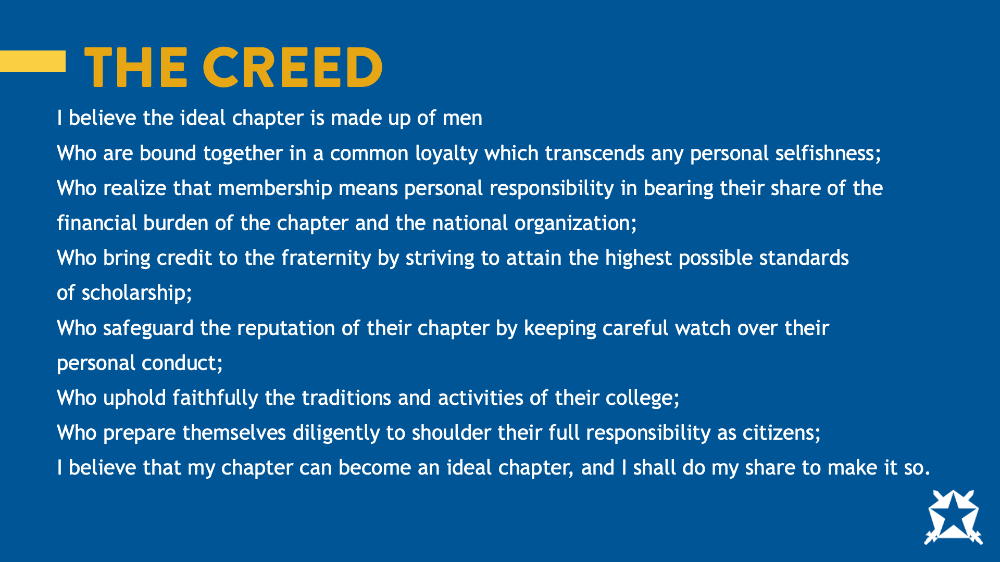 THE CREED
I believe the ideal chapter is made up of men
Who are bound together in a common loyalty which transcends any personal selfishness;
Who realize that membership means personal responsibility in bearing their share of the
financial burden of the chapter and the national organization;
Who bring credit to the fraternity by striving to attain the highest possible standards
of scholarship;
Who safeguard the reputation of their chapter by keeping careful watch over their
personal conduct;
Who uphold faithfully the traditions and activities of their college;
Who prepare themselves diligently to shoulder their full responsibility as citizens;
I believe that my chapter can become an ideal chapter, and I shall do my share to make it so.